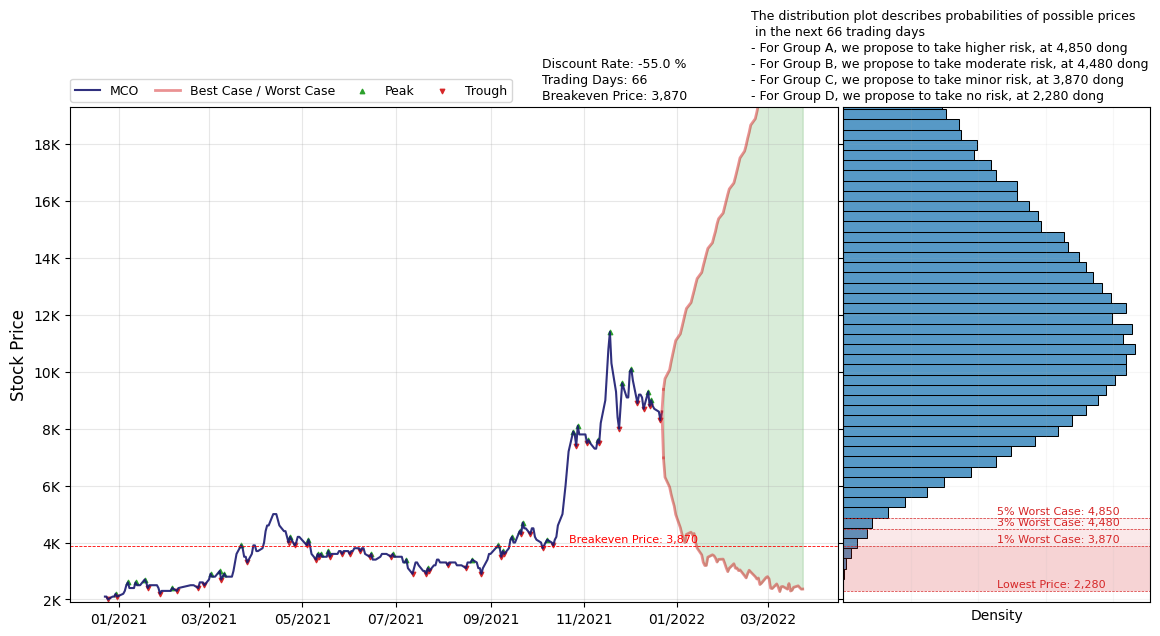 The distribution plot describes probabilities of possible prices
in the next 66 trading days
- For Group A, we propose to take higher risk, at 4,850 dong
- For Group B, we propose to take moderate risk, at 4,480 dong
- For Group C, we propose to take minor risk, at 3,870 dong
- For Group D, we propose to take no risk, at 2,280 dong
Discount Rate: -55.0 %
Trading Days: 66
Breakeven Price: 3,870
MCO
Best Case / Worst Case
Peak
Trough
Stock Price
18K
16K
14K
12K
10K
8K
6K
4K
2K
Breakeven Price: 3,870
5% Worst Case: 4,850
3% Worst Case: 4,480
1% Worst Case: 3,870
Lowest Price: 2,280
01/2021
03/2021
05/2021
07/2021
09/2021
11/2021
01/2022
03/2022
Density